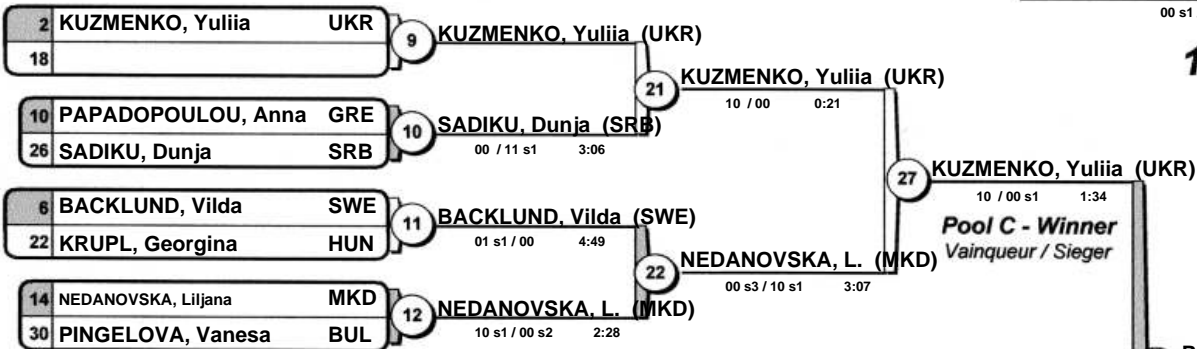 00 s1
1
2 KUZMENKO, Yuliia UKR
18
9
KUZMENKO, Yuliia (UKR)
10 PAPADOPOULOU, Anna GRE
26 SADIKU, Dunja SRB
10
SADIKU, Dunja (SRB)
00 / 11 s1 3:06
21
KUZMENKO, Yuliia (UKR)
10 / 00 0:21
6 BACKLUND, Vilda SWE
22 KRUPL, Georgina HUN
11
BACKLUND, Vilda (SWE)
01 s1 / 00 4:49
14 NEDANOVSKA, Liljana MKD
30 PINGELOVA, Vanesa BUL
12
NEDANOVSKA, L. (MKD)
10 s1 / 00 s2 2:28
22
NEDANOVSKA, L. (MKD)
00 s3 / 10 s1 3:07
27
KUZMENKO, Yuliia (UKR)
10 / 00 s1 1:34
Pool C - Winner
Vainqueur / Sieger